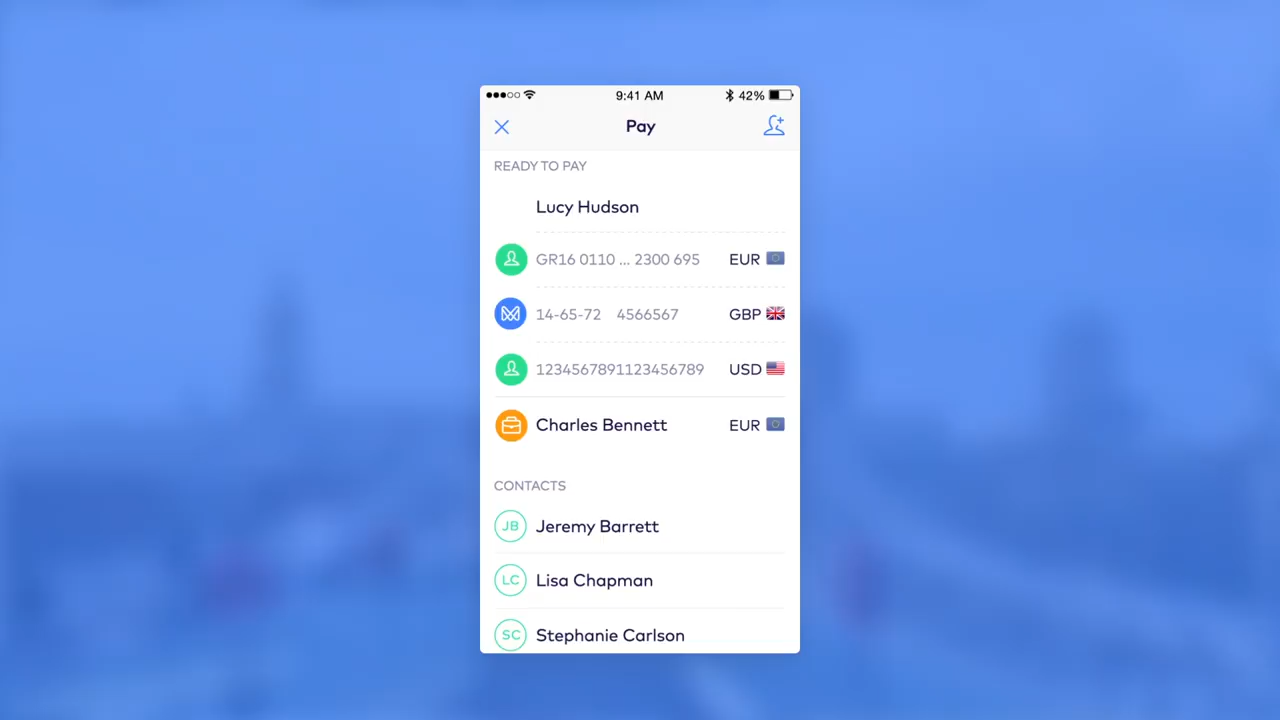 9:41 AM 42%
Pay
READY TO PAY
Lucy Hudson
GR16 0110 ... 2300 695 EUR
14-65-72 4566567 GBP
1234567891123456789 USD
Charles Bennett EUR
CONTACTS
JB Jeremy Barrett
LC Lisa Chapman
SC Stephanie Carlson